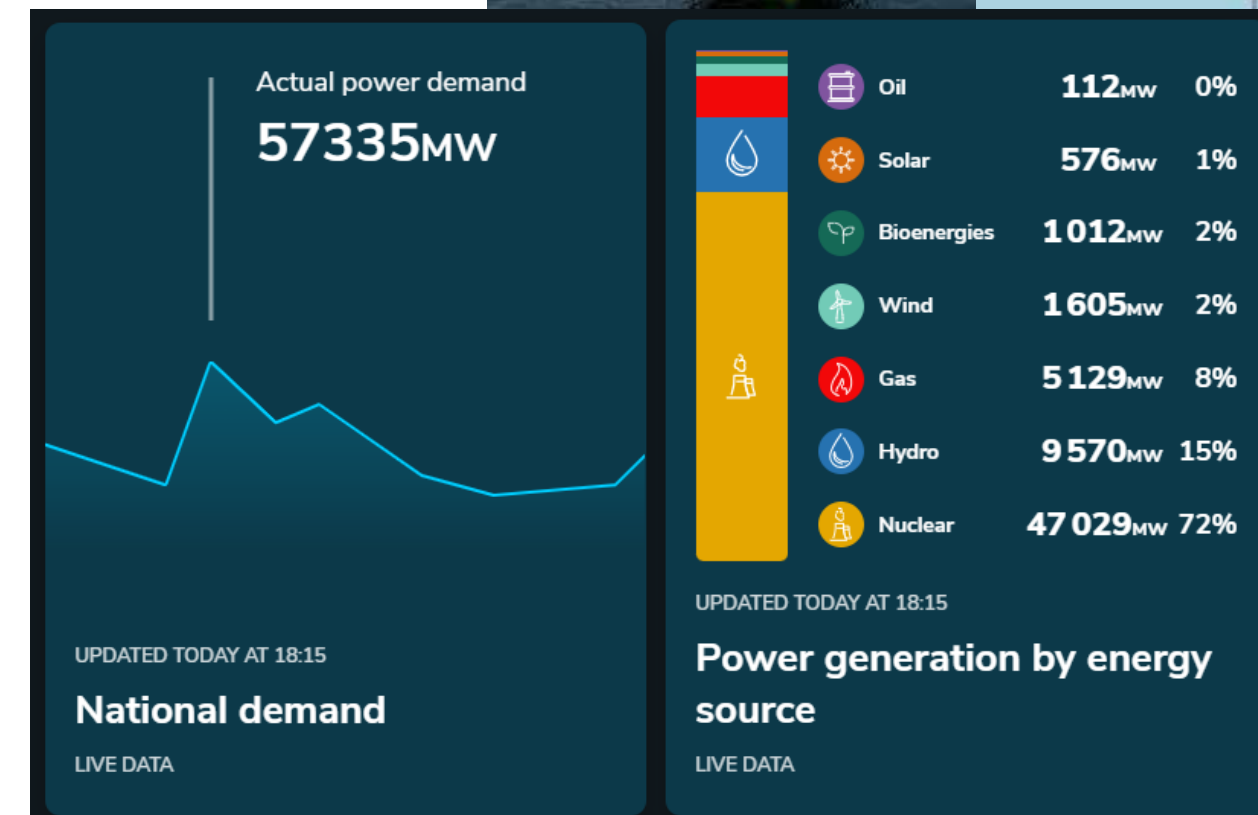 Actual power demand
57335MW
UPDATED TODAY AT 18:15
National demand
LIVE DATA
Oil 112MW 0%
Solar 576MW 1%
Bioenergies 1 012MW 2%
Wind 1 605MW 2%
Gas 5 129MW 8%
Hydro 9 570MW 15%
Nuclear 47 029MW 72%
UPDATED TODAY AT 18:15
Power generation by energy
source
LIVE DATA